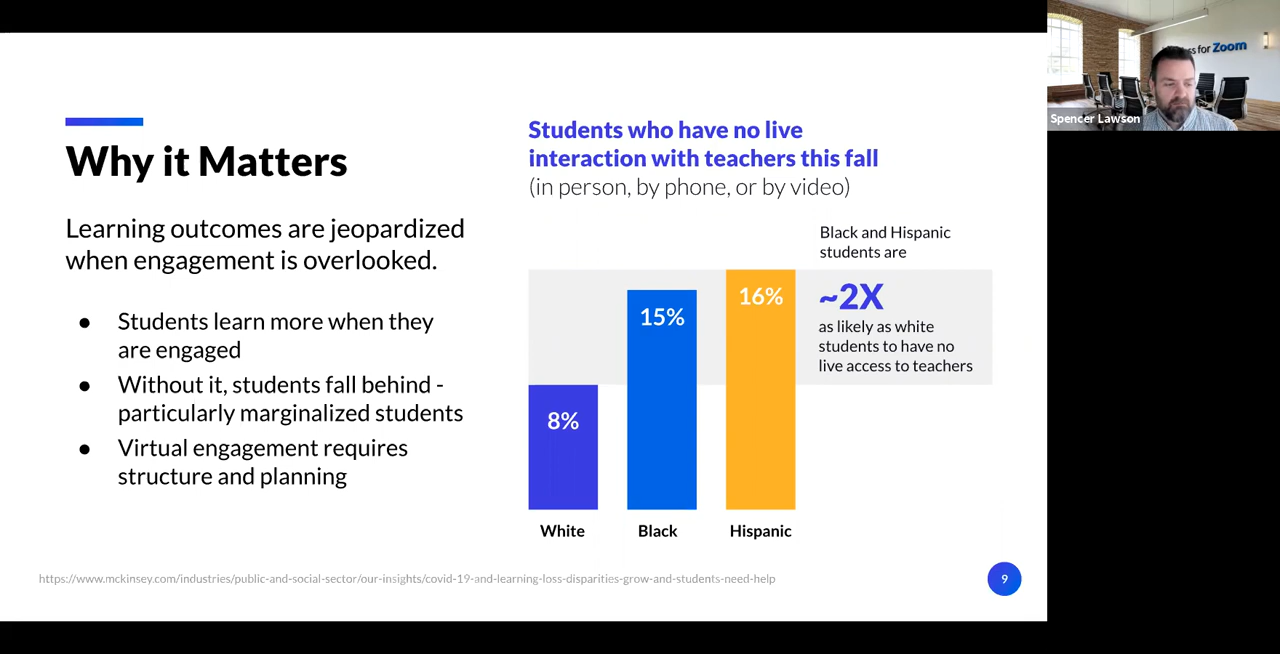 Why it Matters
Learning outcomes are jeopardized
when engagement is overlooked.
● Students learn more when they
are engaged
● Without it, students fall behind -
particularly marginalized students
● Virtual engagement requires
structure and planning
Students who have no live
interaction with teachers this fall
(in person, by phone, or by video)
Black and Hispanic
students are
~2X
as likely as white
students to have no
live access to teachers
8%
15%
16%
White
Black
Hispanic
https://www.mckinsey.com/industries/public-and-social-sector/our-insights/covid-19-and-learning-loss-disparities-grow-and-students-need-help
9
for Zoom
Spencer Lawson